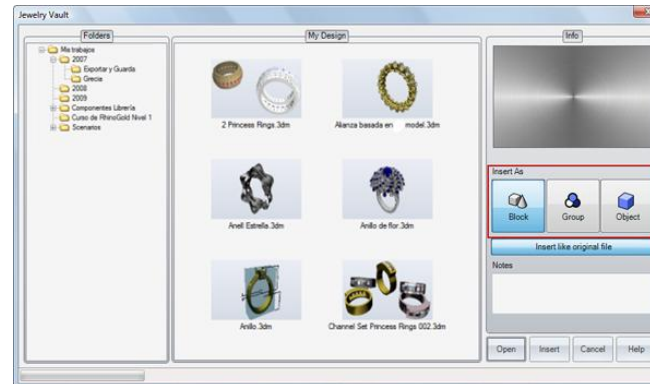 Jewelry Vault
Folders
Mis trabajos
2007
Exportar y Guarda
Grecia
2008
2009
Componentes Librería
Curso de RhinoGold Nivel 1
Scenarios
My Design
2 Princess Rings.3dm
Alianza basada en model.3dm
Anell Estrella.3dm
Anillo de flor.3dm
Anillo.3dm
Channel Set Princess Rings 002.3dm
Info
Insert As
Block
Group
Object
Insert like original file
Notes
Open
Insert
Cancel
Help